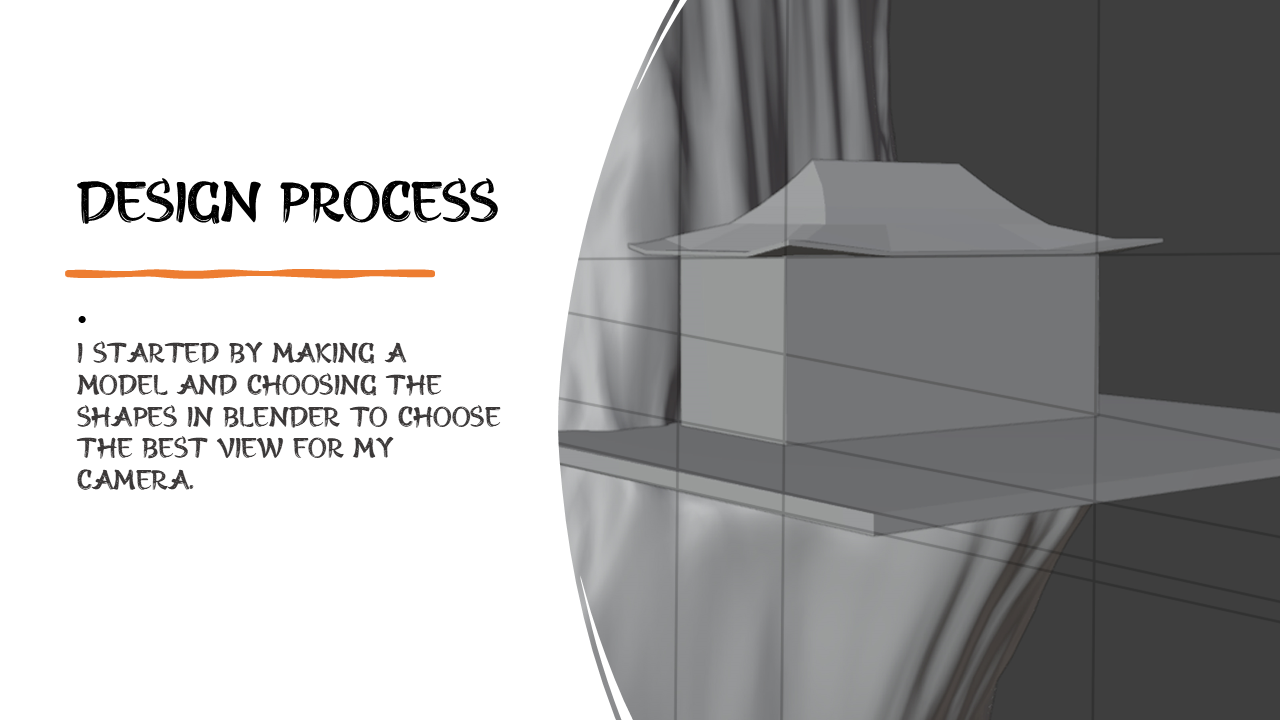 DESIGN PROCESS
•
I STARTED BY MAKING A
MODEL AND CHOOSING THE
SHAPES IN BLENDER TO CHOOSE
THE BEST VIEW FOR MY
CAMERA.